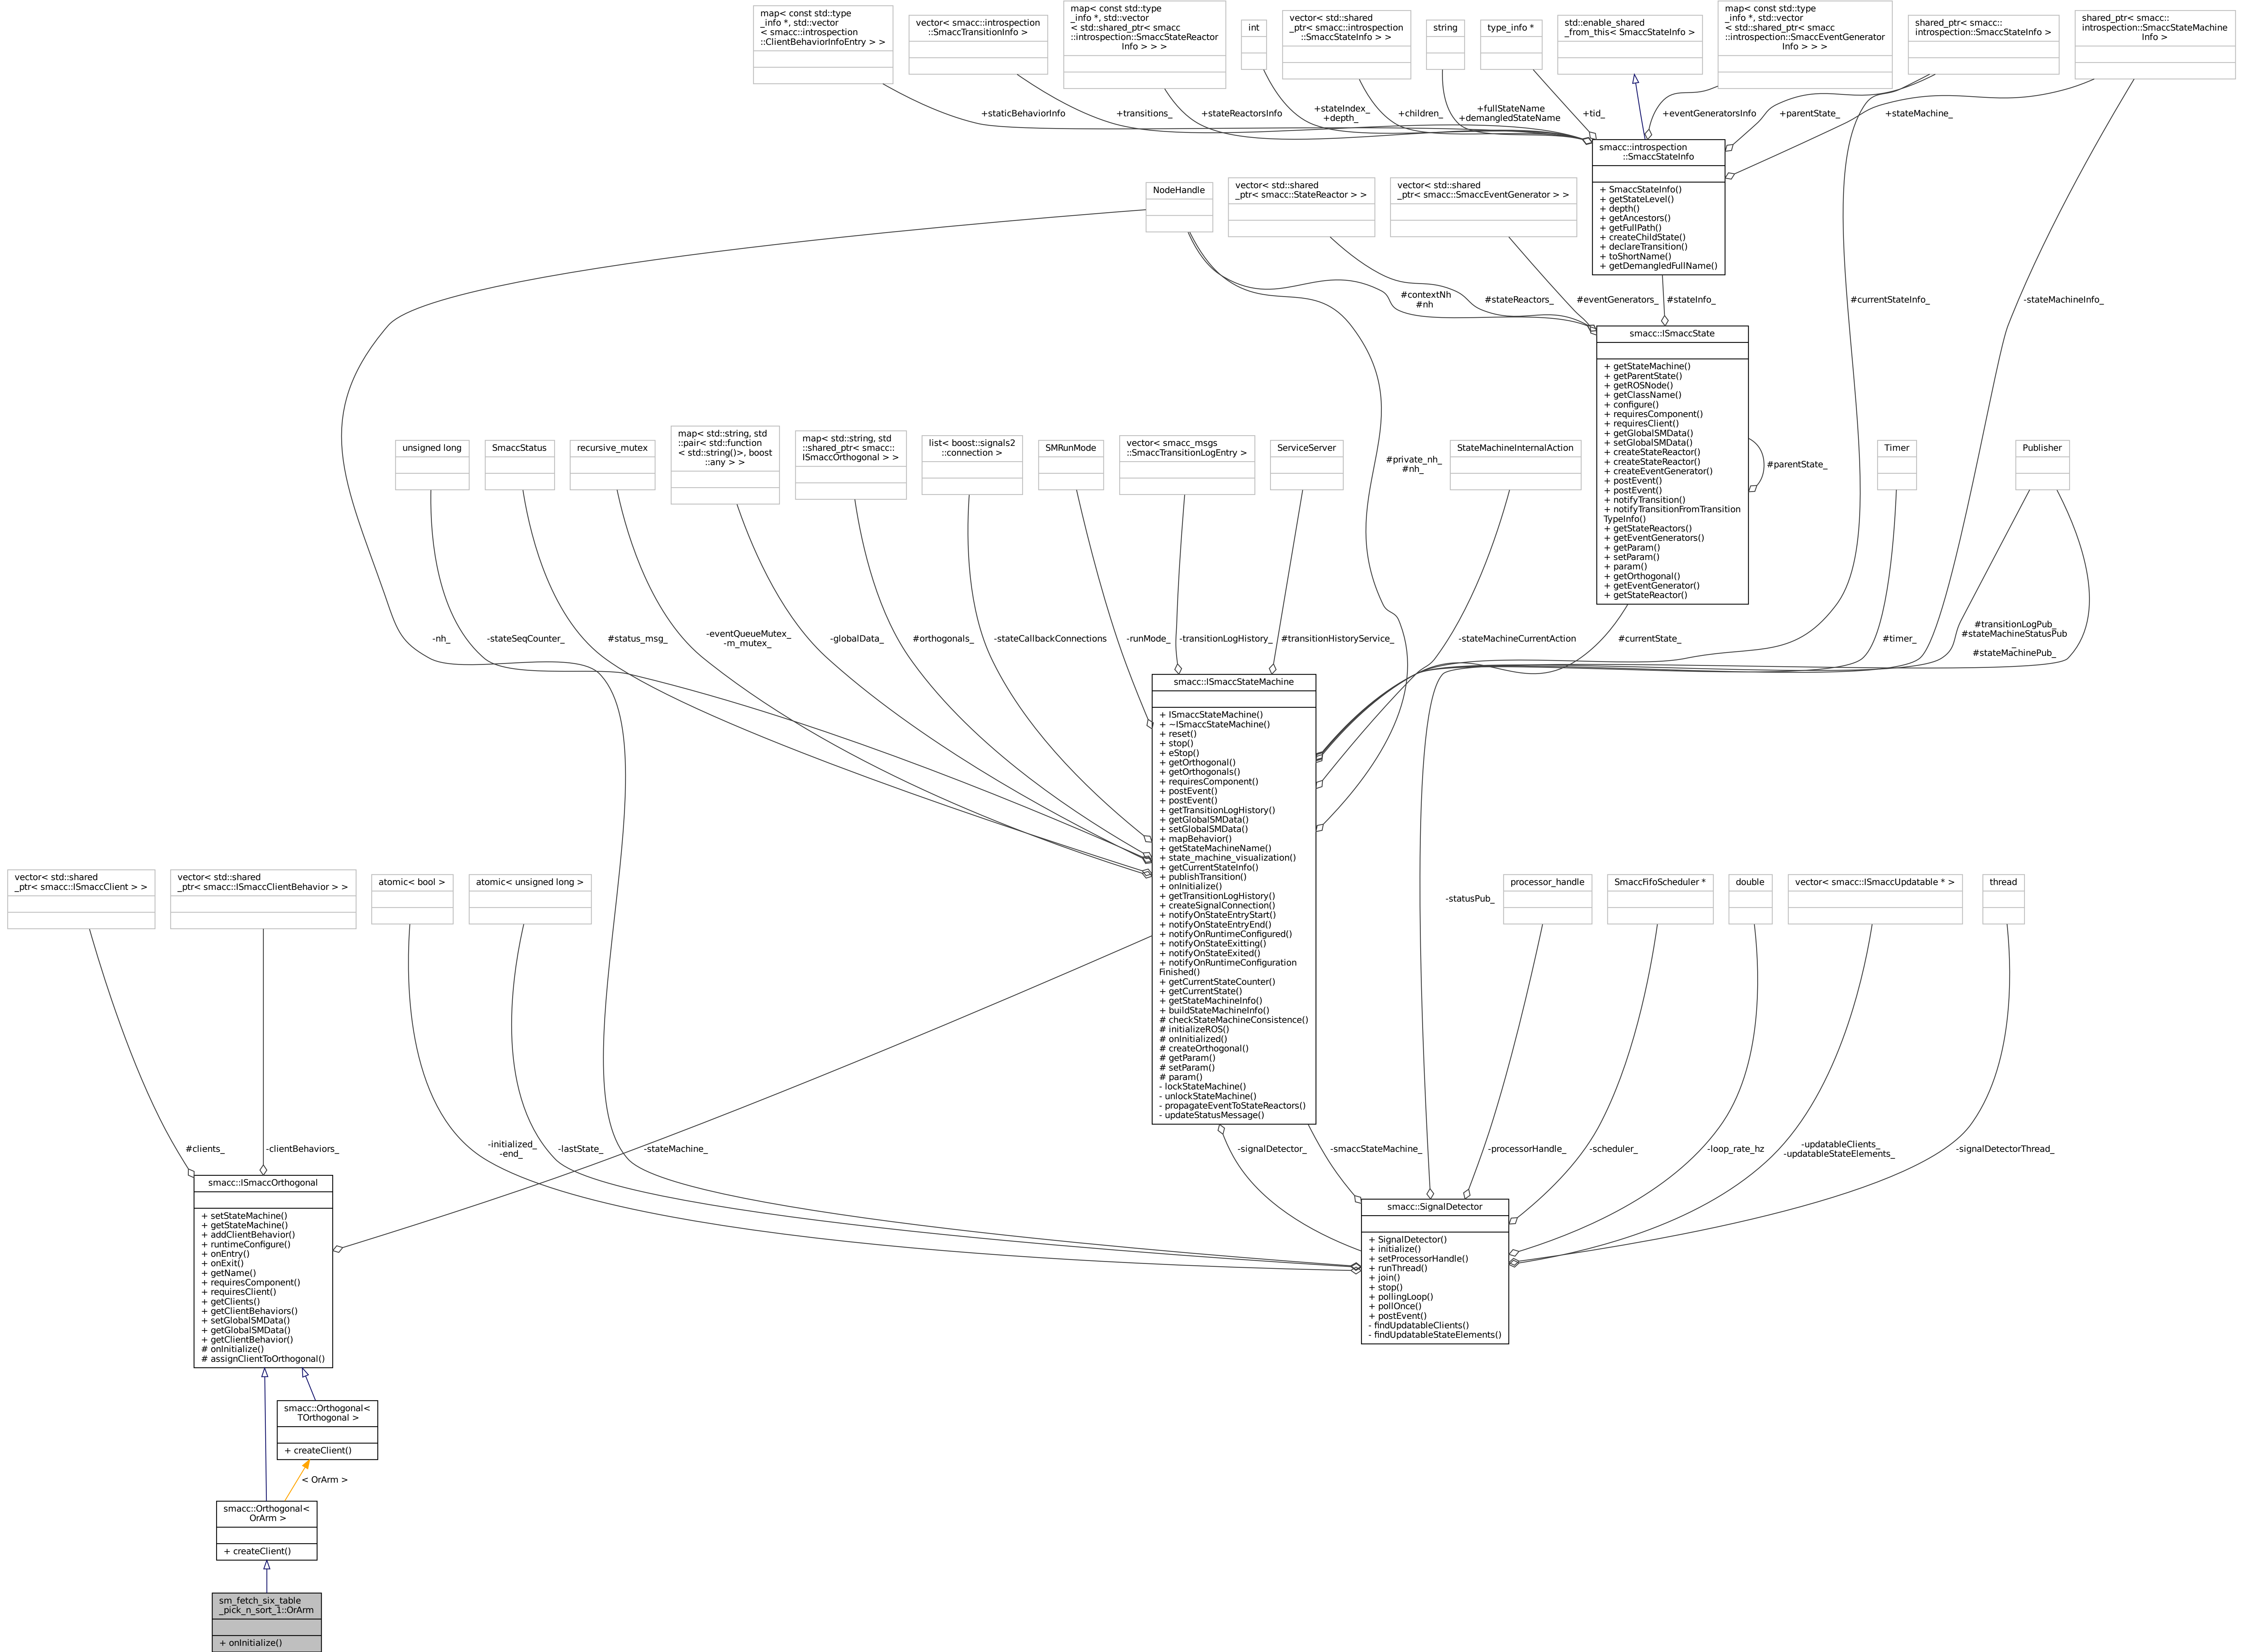 map< const std::type
_info *, std::vector
< smacc::introspection
::ClientBehaviorInfoEntry > >
vector< smacc::introspection
::SmaccTransitionInfo >
map< const std::type
_info *, std::vector
< std::shared_ptr< smacc
::introspection::SmaccStateReactor
Info > > >
int
vector< std::shared
_ptr< smacc::introspection
::SmaccStateInfo > >
string
type_info *
std::enable_shared
_from_this< SmaccStateInfo >
map< const std::type
_info *, std::vector
< std::shared_ptr< smacc
::introspection::SmaccEventGenerator
Info > > >
shared_ptr< smacc::
introspection::SmaccStateInfo >
shared_ptr< smacc::
introspection::SmaccStateMachine
Info >
+staticBehaviorInfo
+transitions_
+stateReactorsInfo
+stateIndex_
+depth_
+children_
+fullStateName
+demangledStateName
+tid_
+eventGeneratorsInfo
+parentState_
+stateMachine_
smacc::introspection
::SmaccStateInfo
+ SmaccStateInfo()
+ getStateLevel()
+ depth()
+ getAncestors()
+ getFullPath()
+ createChildState()
+ declareTransition()
+ toShortName()
+ getDemangledFullName()
NodeHandle
vector< std::shared
_ptr< smacc::StateReactor > >
vector< std::shared
_ptr< smacc::SmaccEventGenerator > >
#contextNh
#nh
#stateReactors_
#eventGenerators_
#stateInfo_
#currentStateInfo_
-stateMachineInfo_
smacc::ISmaccState
+ getStateMachine()
+ getParentState()
+ getROSNode()
+ getClassName()
+ configure()
+ requiresComponent()
+ requiresClient()
+ getGlobalSMData()
+ setGlobalSMData()
+ createStateReactor()
+ createStateReactor()
+ createEventGenerator()
+ postEvent()
+ postEvent()
+ notifyTransition()
+ notifyTransitionFromTransition
TypeInfo()
+ getStateReactors()
+ getEventGenerators()
+ getParam()
+ setParam()
+ param()
+ getOrthogonal()
+ getEventGenerator()
+ getStateReactor()
#parentState_
unsigned long
SmaccStatus
recursive_mutex
map< std::string, std
::pair< std::function
< std::string()>, boost
::any > >
map< std::string, std
::shared_ptr< smacc::
ISmaccOrthogonal > >
list< boost::signals2
::connection >
SMRunMode
vector< smacc_msgs
::SmaccTransitionLogEntry >
ServiceServer
#private_nh_
#nh_
StateMachineInternalAction
Timer
Publisher
-nh_
-stateSeqCounter_
#status_msg_
-eventQueueMutex_
-m_mutex_
-globalData_
#orthogonals_
-stateCallbackConnections
-runMode_
-transitionLogHistory_
#transitionHistoryService_
-stateMachineCurrentAction
#currentState_
#timer_
#transitionLogPub_
#stateMachineStatusPub
_
#stateMachinePub_
smacc::ISmaccStateMachine
+ ISmaccStateMachine()
+ ~ISmaccStateMachine()
+ reset()
+ stop()
+ eStop()
+ getOrthogonal()
+ getOrthogonals()
+ requiresComponent()
+ postEvent()
+ postEvent()
+ getTransitionLogHistory()
+ getGlobalSMData()
+ setGlobalSMData()
+ mapBehavior()
+ getStateMachineName()
+ state_machine_visualization()
+ getCurrentStateInfo()
+ publishTransition()
+ onInitialize()
+ getTransitionLogHistory()
+ createSignalConnection()
+ notifyOnStateEntryStart()
+ notifyOnStateEntryEnd()
+ notifyOnRuntimeConfigured()
+ notifyOnStateExitting()
+ notifyOnStateExited()
+ notifyOnRuntimeConfiguration
Finished()
+ getCurrentStateCounter()
+ getCurrentState()
+ getStateMachineInfo()
+ buildStateMachineInfo()
# checkStateMachineConsistence()
# initializeROS()
# onInitialized()
# createOrthogonal()
# getParam()
# setParam()
# param()
- lockStateMachine()
- unlockStateMachine()
- propagateEventToStateReactors()
- updateStatusMessage()
vector< std::shared
_ptr< smacc::ISmaccClient > >
vector< std::shared
_ptr< smacc::ISmaccClientBehavior > >
atomic< bool >
atomic< unsigned long >
-statusPub_
processor_handle
SmaccFifoScheduler *
double
vector< smacc::ISmaccUpdatable * >
thread
#clients_
-clientBehaviors_
-initialized_
-end_
-lastState_
-stateMachine_
-signalDetector_
-smaccStateMachine_
-processorHandle_
-scheduler_
-loop_rate_hz
-updatableClients_
-updatableStateElements_
-signalDetectorThread_
smacc::ISmaccOrthogonal
+ setStateMachine()
+ getStateMachine()
+ addClientBehavior()
+ runtimeConfigure()
+ onEntry()
+ onExit()
+ getName()
+ requiresComponent()
+ requiresClient()
+ getClients()
+ getClientBehaviors()
+ setGlobalSMData()
+ getGlobalSMData()
+ getClientBehavior()
# onInitialize()
# assignClientToOrthogonal()
smacc::SignalDetector
+ SignalDetector()
+ initialize()
+ setProcessorHandle()
+ runThread()
+ join()
+ stop()
+ pollingLoop()
+ pollOnce()
+ postEvent()
- findUpdatableClients()
- findUpdatableStateElements()
smacc::Orthogonal<
TOrthogonal >
+ createClient()
< OrArm >
smacc::Orthogonal<
OrArm >
+ createClient()
sm_fetch_six_table
_pick_n_sort_1::OrArm
+ onInitialize()